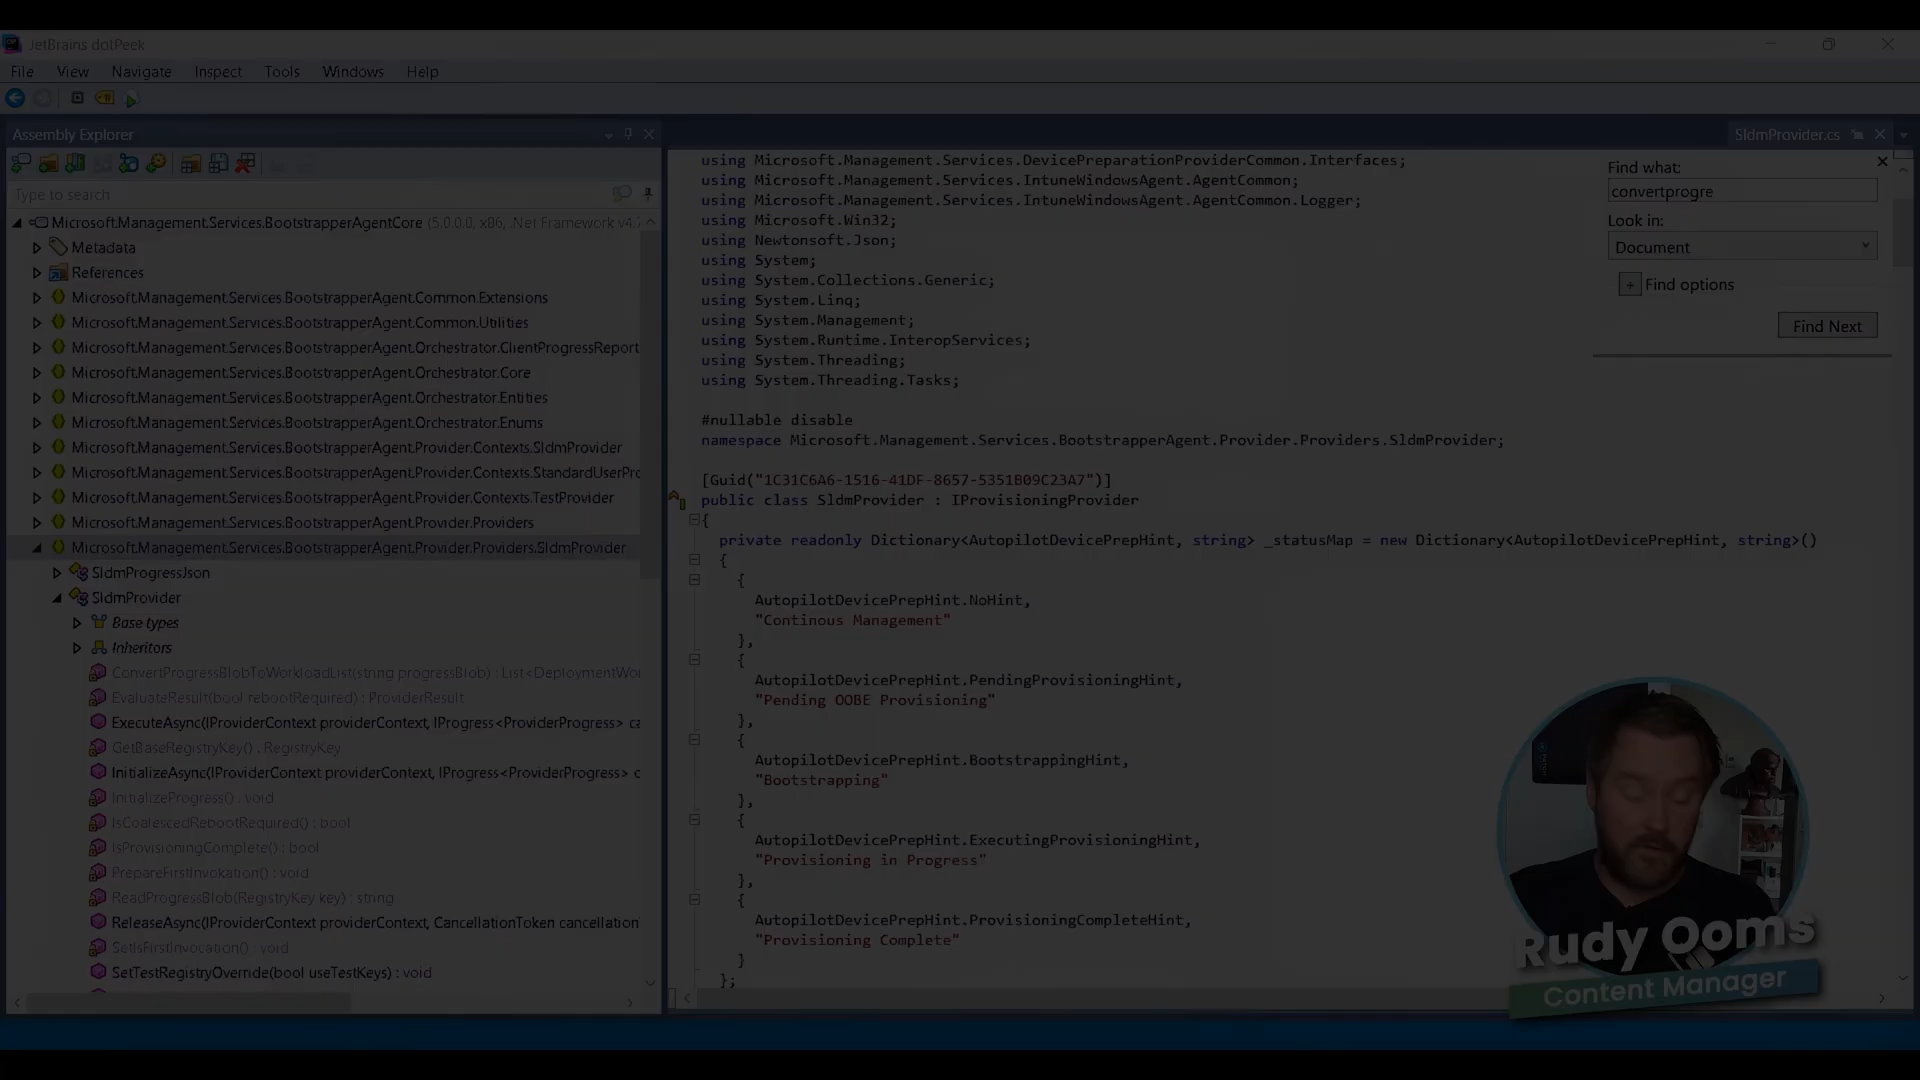 JetBrains dotPeek
File View Navigate Inspect Tools Windows Help
Assembly Explorer
Type to search
Microsoft.Management.Services.BootstrapperAgentCore (5.0.0.0, x86, .Net Framework v4.7
Metadata
References
Microsoft.Management.Services.BootstrapperAgent.Common.Extensions
Microsoft.Management.Services.BootstrapperAgent.Common.Utilities
Microsoft.Management.Services.BootstrapperAgent.Orchestrator.ClientProgressReport
Microsoft.Management.Services.BootstrapperAgent.Orchestrator.Core
Microsoft.Management.Services.BootstrapperAgent.Orchestrator.Entities
Microsoft.Management.Services.BootstrapperAgent.Orchestrator.Enums
Microsoft.Management.Services.BootstrapperAgent.Provider.Contexts.SldmProvider
Microsoft.Management.Services.BootstrapperAgent.Provider.Contexts.StandardUserPro
Microsoft.Management.Services.BootstrapperAgent.Provider.Contexts.TestProvider
Microsoft.Management.Services.BootstrapperAgent.Provider.Providers
Microsoft.Management.Services.BootstrapperAgent.Provider.Providers.SldmProvider
SldmProgressJson
SldmProvider
Base types
Inheritors
ConvertProgressBlobToWorkloadList(string progressBlob) : List<DeploymentWo
EvaluateResult(bool rebootRequired) : ProviderResult
ExecuteAsync(IProviderContext providerContext, IProgress<ProviderProgress> ca
GetBaseRegistryKey() : RegistryKey
InitializeAsync(IProviderContext providerContext, IProgress<ProviderProgress> c
InitializeProgress() : void
IsCoalescedRebootRequired() : bool
IsProvisioningComplete() : bool
PrepareFirstInvokation() : void
ReadProgressBlob(RegistryKey key) : string
ReleaseAsync(IProviderContext providerContext, CancellationToken cancellation
SetIsFirstInvocation() : void
SetTestRegistryOverride(bool useTestKeys) : void
SldmProvider.cs
using Microsoft.Management.Services.DevicePreparationProviderCommon.Interfaces;
using Microsoft.Management.Services.IntuneWindowsAgent.AgentCommon;
using Microsoft.Management.Services.IntuneWindowsAgent.AgentCommon.Logger;
using Microsoft.Win32;
using Newtonsoft.Json;
using System;
using System.Collections.Generic;
using System.Linq;
using System.Management;
using System.Runtime.InteropServices;
using System.Threading;
using System.Threading.Tasks;
#nullable disable
namespace Microsoft.Management.Services.BootstrapperAgent.Provider.Providers.SldmProvider;
[Guid("1C31C6A6-1516-41DF-8657-5351B09C23A7")]
public class SldmProvider : IProvisioningProvider
{
private readonly Dictionary<AutopilotDevicePrepHint, string> _statusMap = new Dictionary<AutopilotDevicePrepHint, string>()
{
{
AutopilotDevicePrepHint.NoHint,
"Continous Management"
},
{
AutopilotDevicePrepHint.PendingProvisioningHint,
"Pending OOBE Provisioning"
},
{
AutopilotDevicePrepHint.BootstrappingHint,
"Bootstrapping"
},
{
AutopilotDevicePrepHint.ExecutingProvisioningHint,
"Provisioning in Progress"
},
{
AutopilotDevicePrepHint.ProvisioningCompleteHint,
"Provisioning Complete"
}
};
Find what:
convertprogre
Look in:
Document
Find options
Find Next
Rudy Ooms
Content Manager